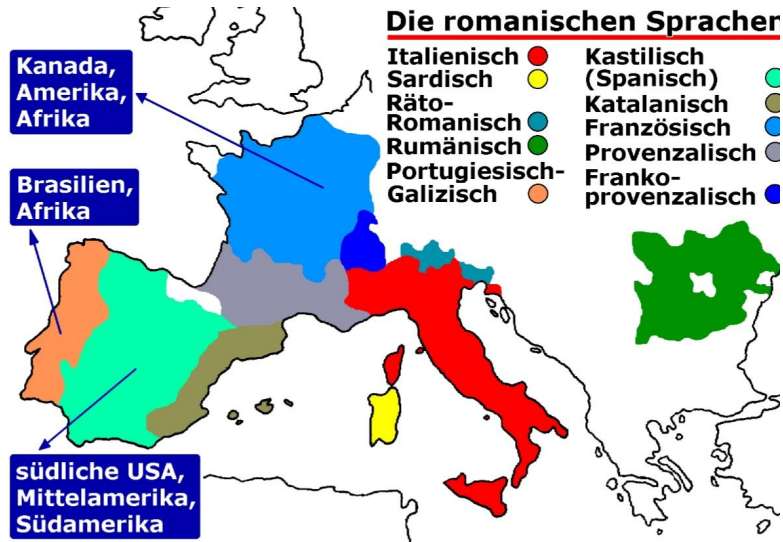 Die romanischen Sprachen
Italienisch
Sardisch
Räto-
Romanisch
Rumänisch
Portugiesisch-
Galizisch
Kastilisch
(Spanisch)
Katalanisch
Französisch
Provenzalisch
Franko-
provenzalisch
Kanada,
Amerika,
Afrika
Brasilien,
Afrika
südliche USA,
Mittelamerika,
Südamerika